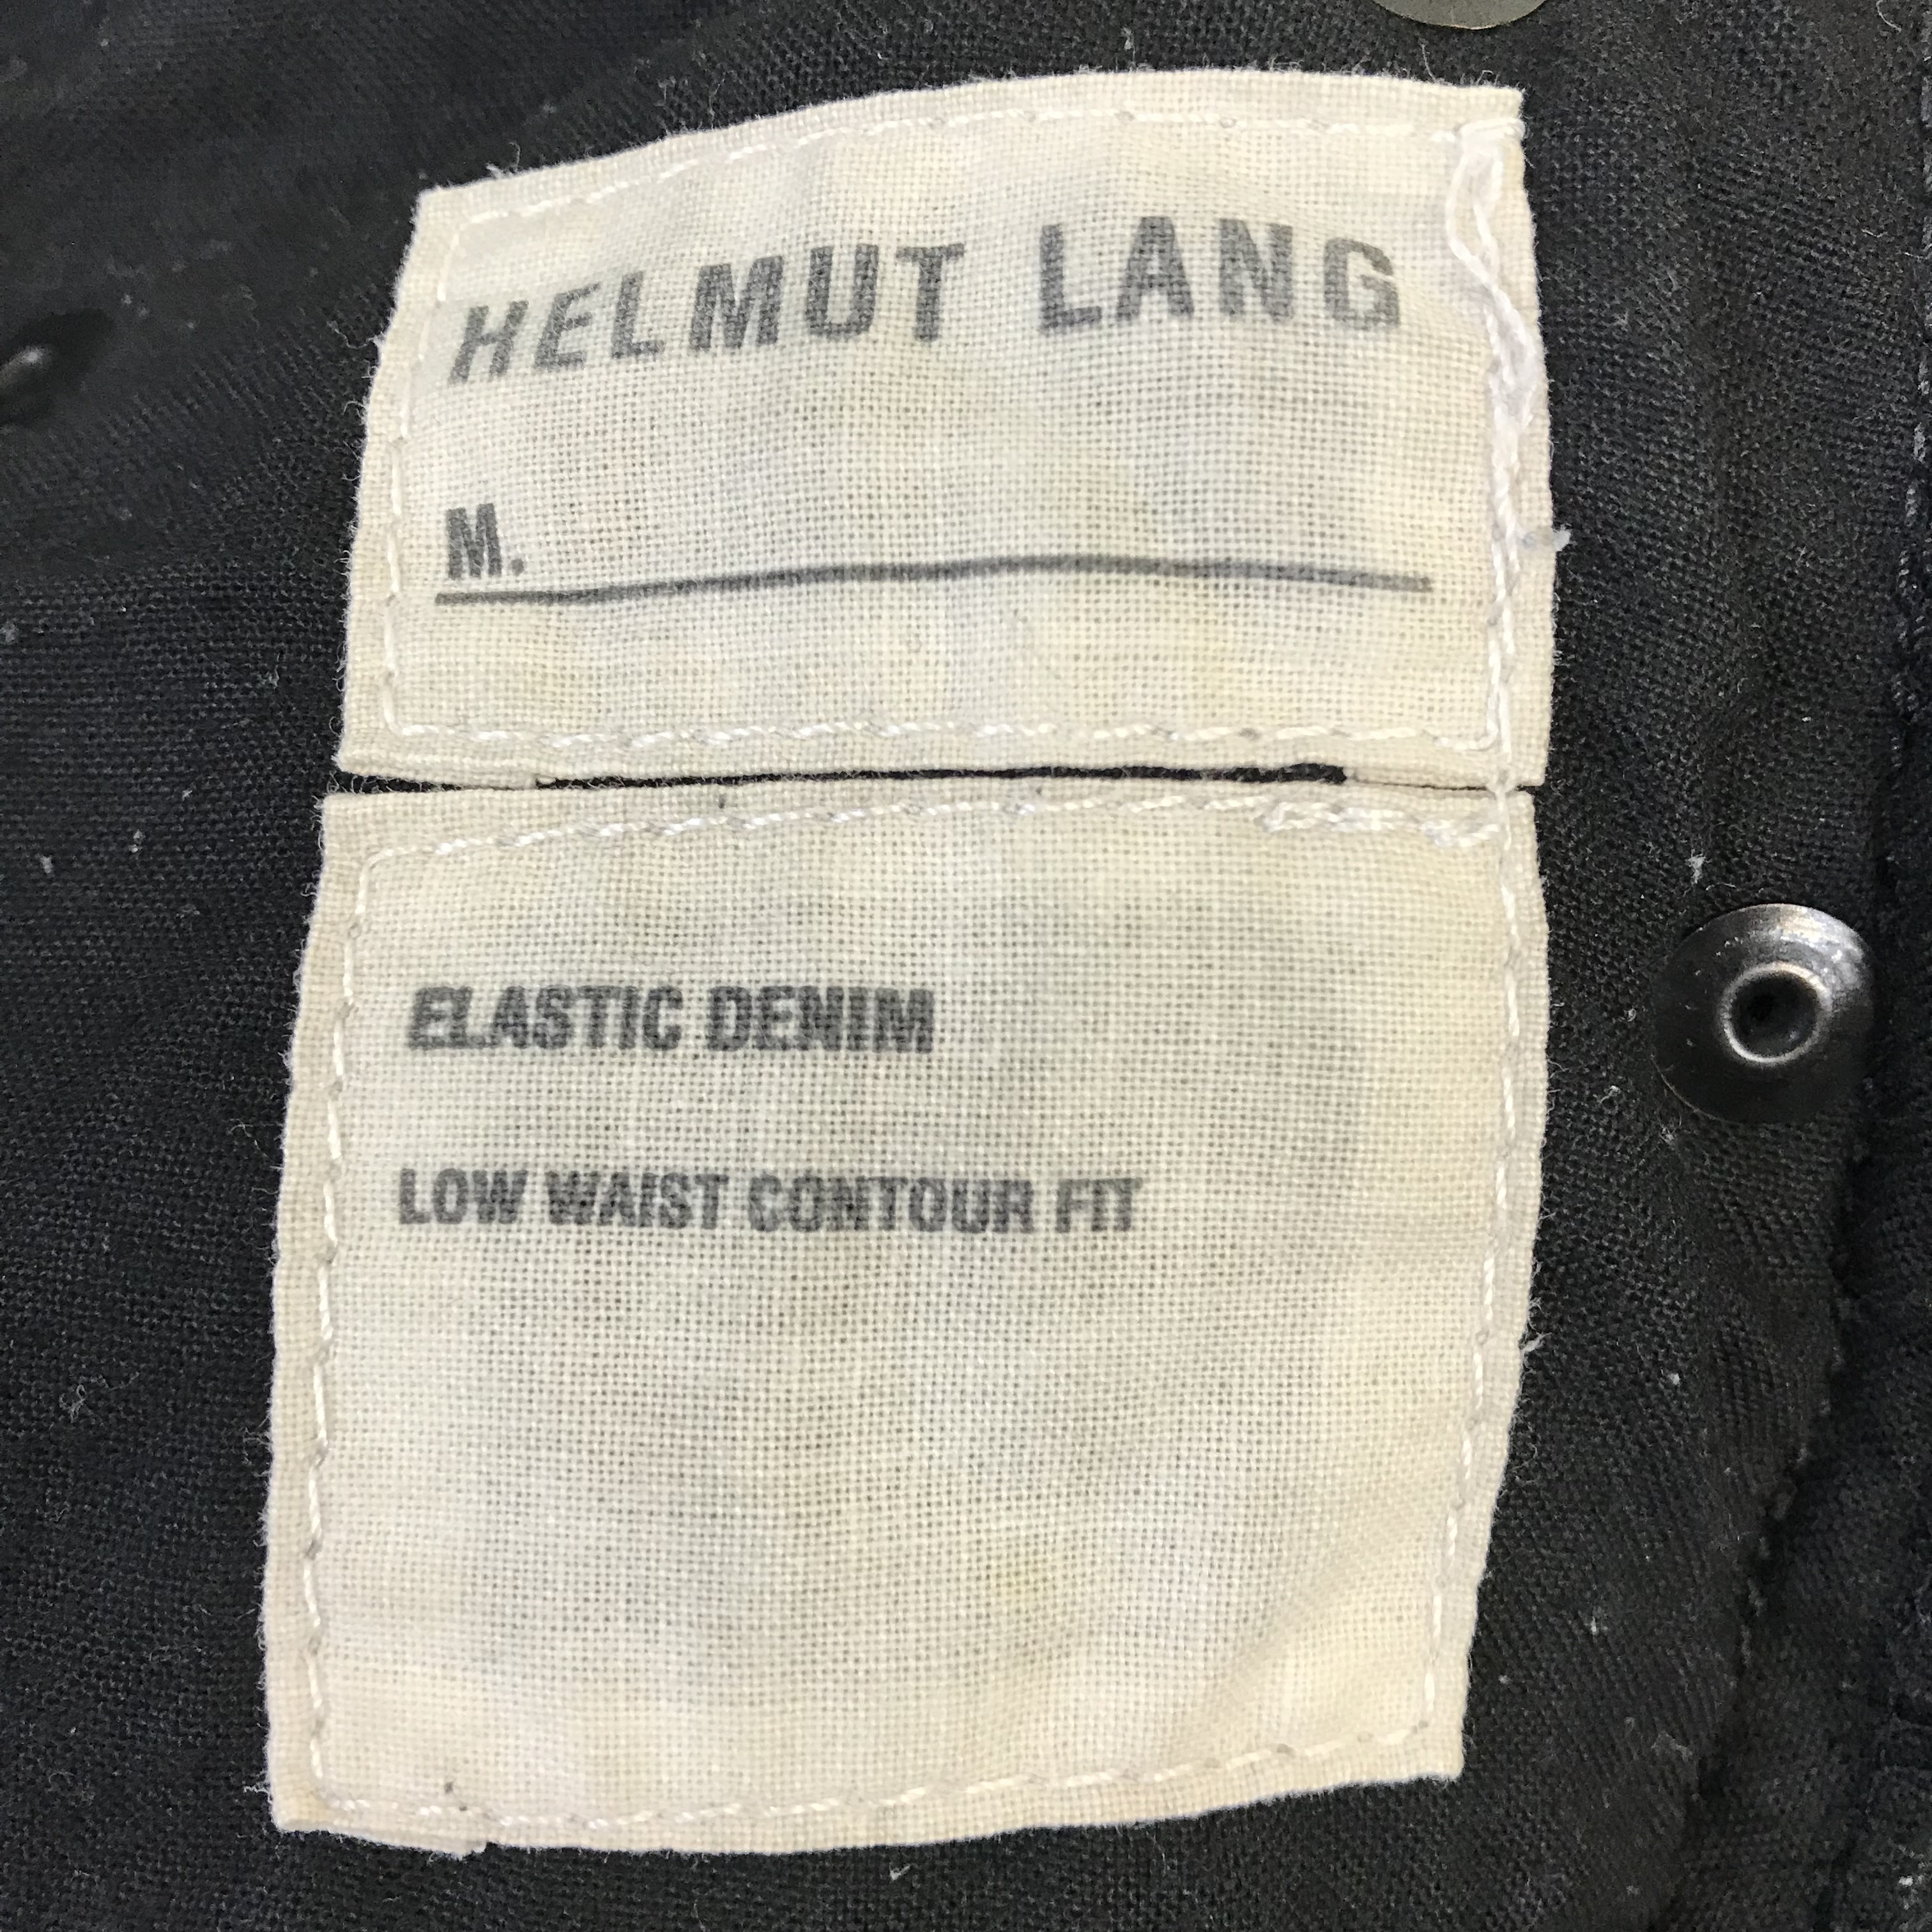 HELMUT LANG
M.
ELASTIC DENIM
LOW WAIST CONTOUR FIT